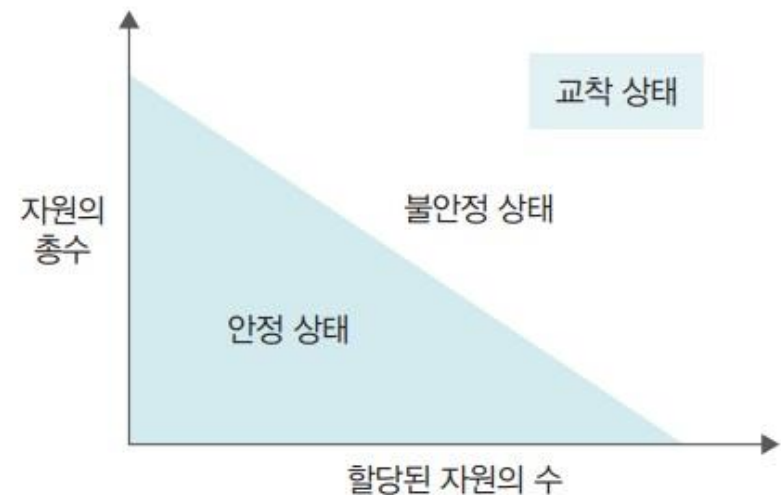 교착 상태
불안정 상태
자원의
총수
안정 상태
할당된 자원의 수